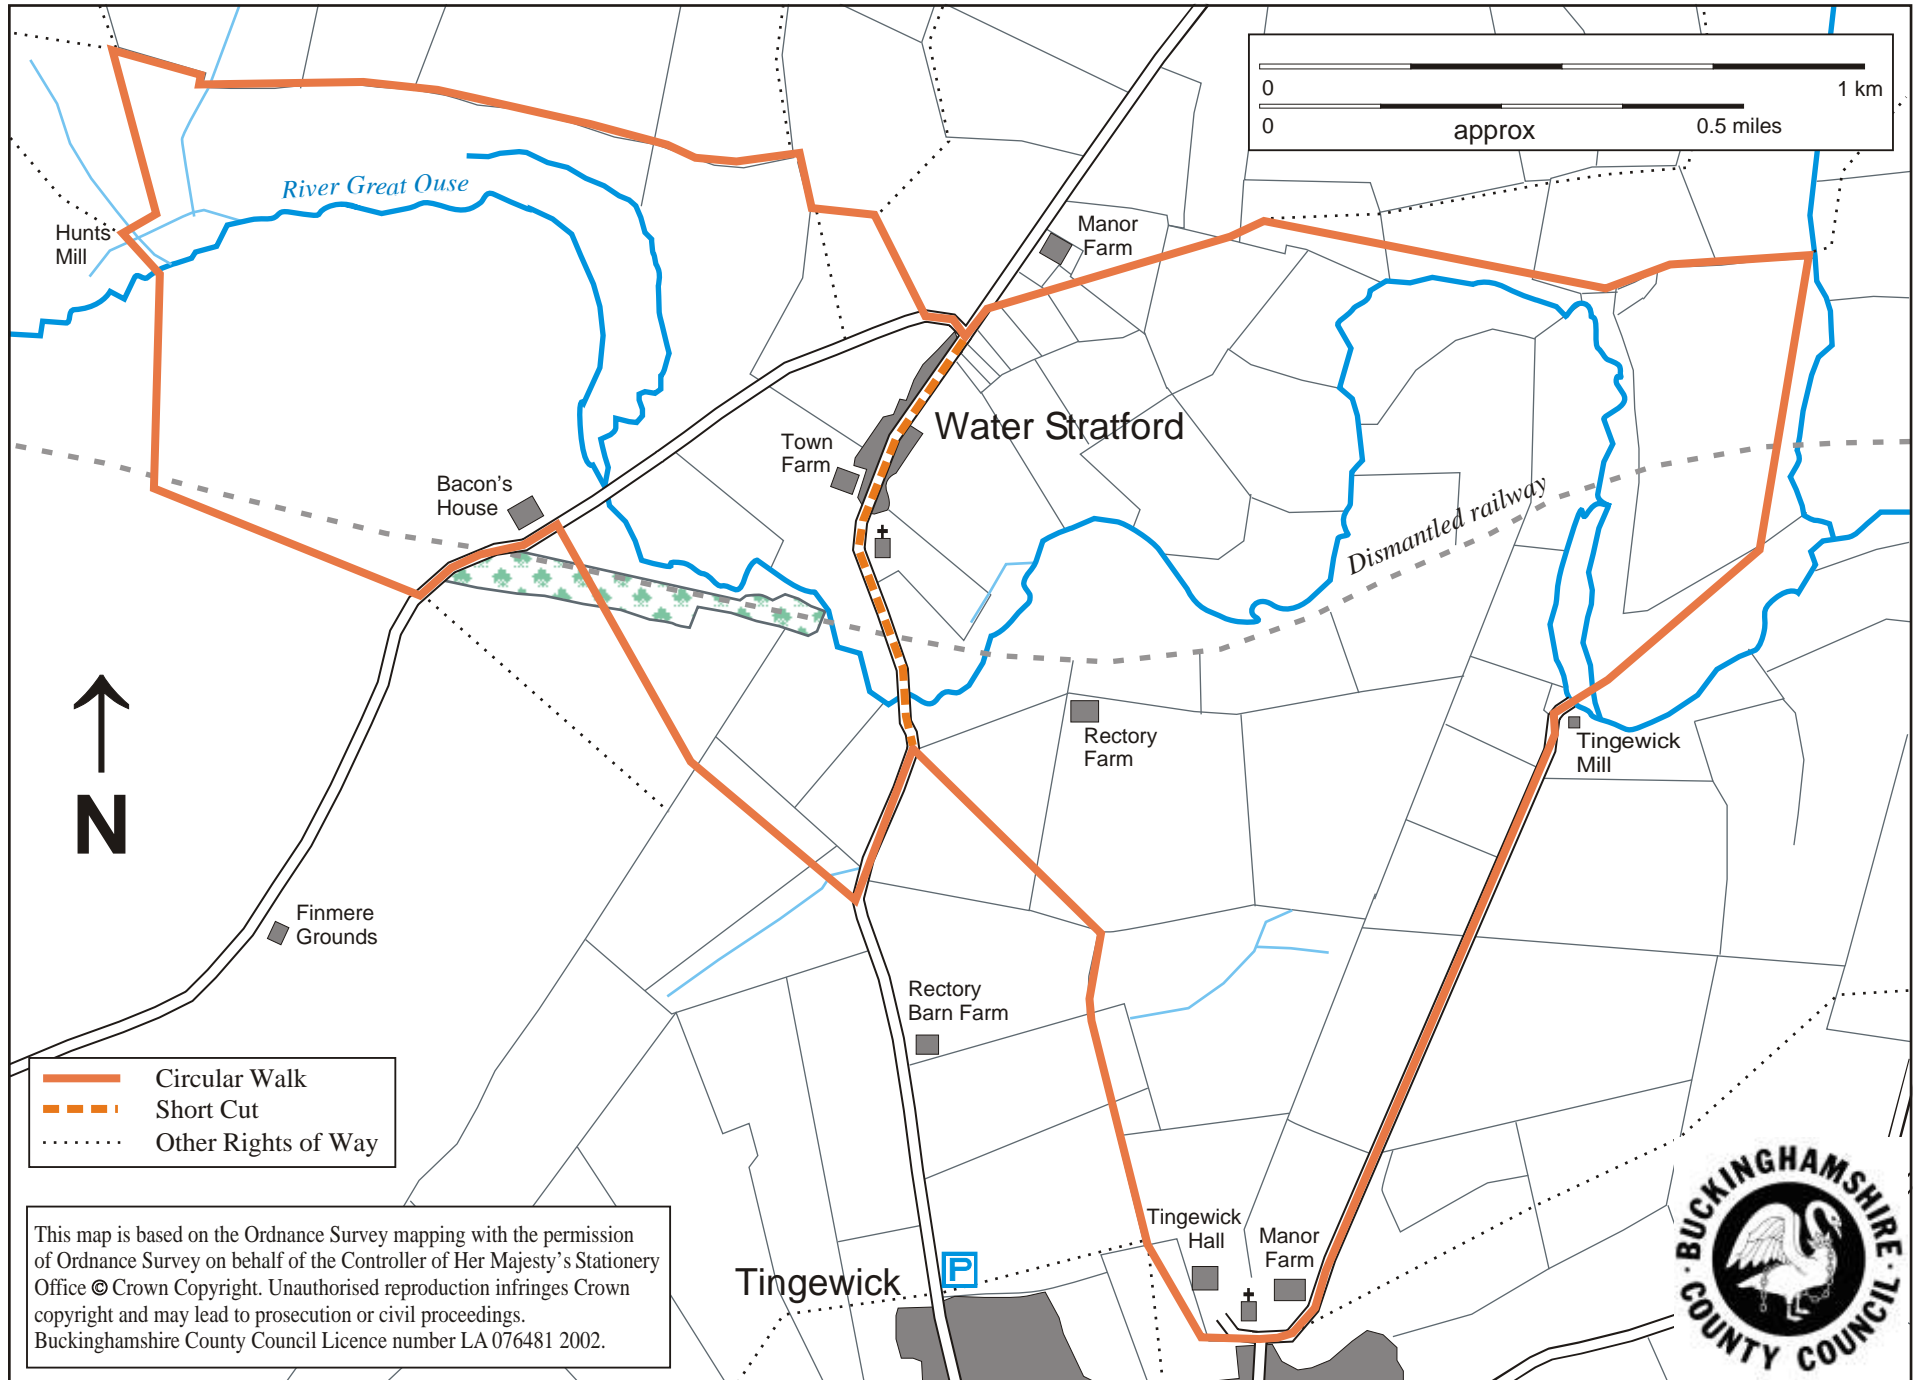 0
1 km
0
approx
0.5 miles
River Great Ouse
Hunts
Mill
Manor
Farm
Water Stratford
Town
Farm
Bacon's
House
Dismantled railway
Rectory
Farm
Tingewick
Mill
N
Finmere
Grounds
Rectory
Barn Farm
Circular Walk
Short Cut
Other Rights of Way
Tingewick
Hall
Manor
Farm
P
Tingewick
This map is based on the Ordnance Survey mapping with the permission
of Ordnance Survey on behalf of the Controller of Her Majesty's Stationery
Office © Crown Copyright. Unauthorised reproduction infringes Crown
copyright and may lead to prosecution or civil proceedings.
Buckinghamshire County Council Licence number LA 076481 2002.
· BUCKINGHAMSHIRE ·
COUNTY COUNCIL